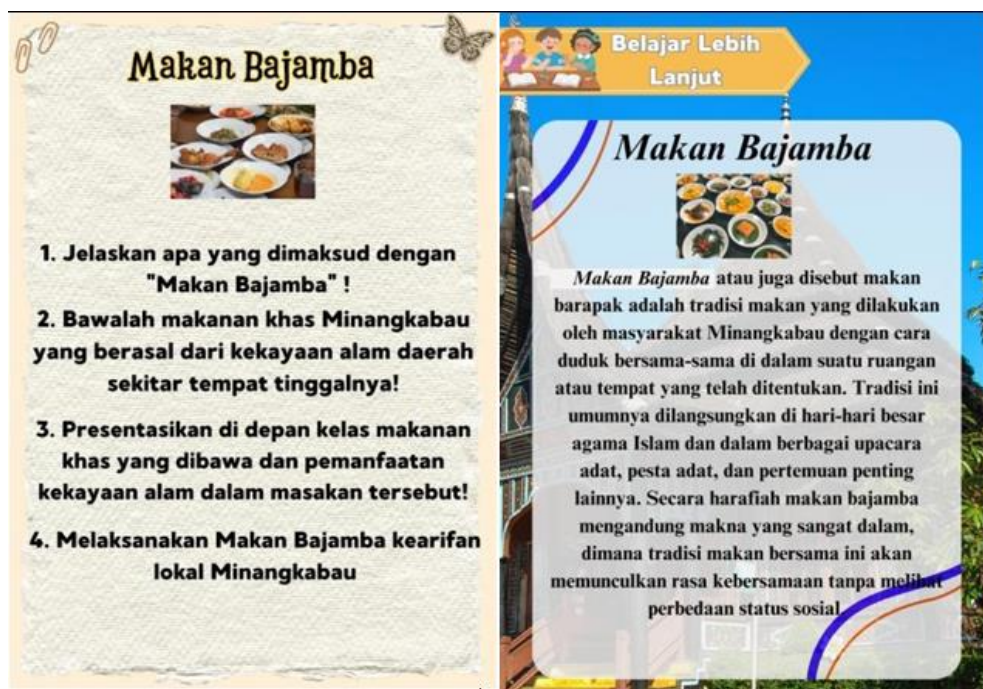 Makan Bajamba
1. Jelaskan apa yang dimaksud dengan
"Makan Bajamba" !
2. Bawalah makanan khas Minangkabau
yang berasal dari kekayaan alam daerah
sekitar tempat tinggalnya!
3. Presentasikan di depan kelas makanan
khas yang dibawa dan pemanfaatan
kekayaan alam dalam masakan tersebut!
4. Melaksanakan Makan Bajamba kearifan
lokal Minangkabau
Belajar Lebih
Lanjut
Makan Bajamba
Makan Bajamba atau juga disebut makan
barapak adalah tradisi makan yang dilakukan
oleh masyarakat Minangkabau dengan cara
duduk bersama-sama di dalam suatu ruangan
atau tempat yang telah ditentukan. Tradisi ini
umumnya dilangsungkan di hari-hari besar
agama Islam dan dalam berbagai upacara
adat, pesta adat, dan pertemuan penting
lainnya. Secara harafiah makan bajamba
mengandung makna yang sangat dalam,
dimana tradisi makan bersama ini akan
memunculkan rasa kebersamaan tanpa melihat
perbedaan status sosial